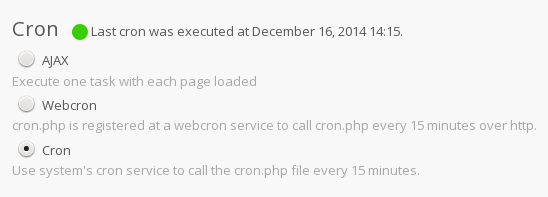 Cron Last cron was executed at December 16, 2014 14:15.
AJAX
Execute one task with each page loaded
Webcron
cron.php is registered at a webcron service to call cron.php every 15 minutes over http.
Cron
Use system's cron service to call the cron.php file every 15 minutes.